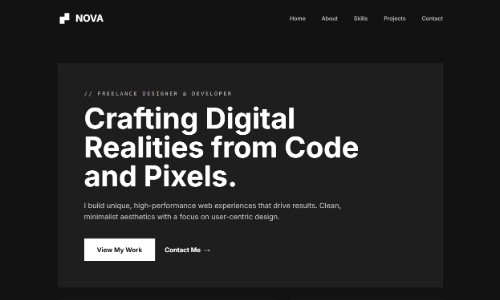 NOVA
Home About Skills Projects Contact
// FREELANCE DESIGNER & DEVELOPER
Crafting Digital
Realities from Code
and Pixels.
I build unique, high-performance web experiences that drive results. Clean,
minimalist aesthetics with a focus on user-centric design.
View My Work Contact Me →